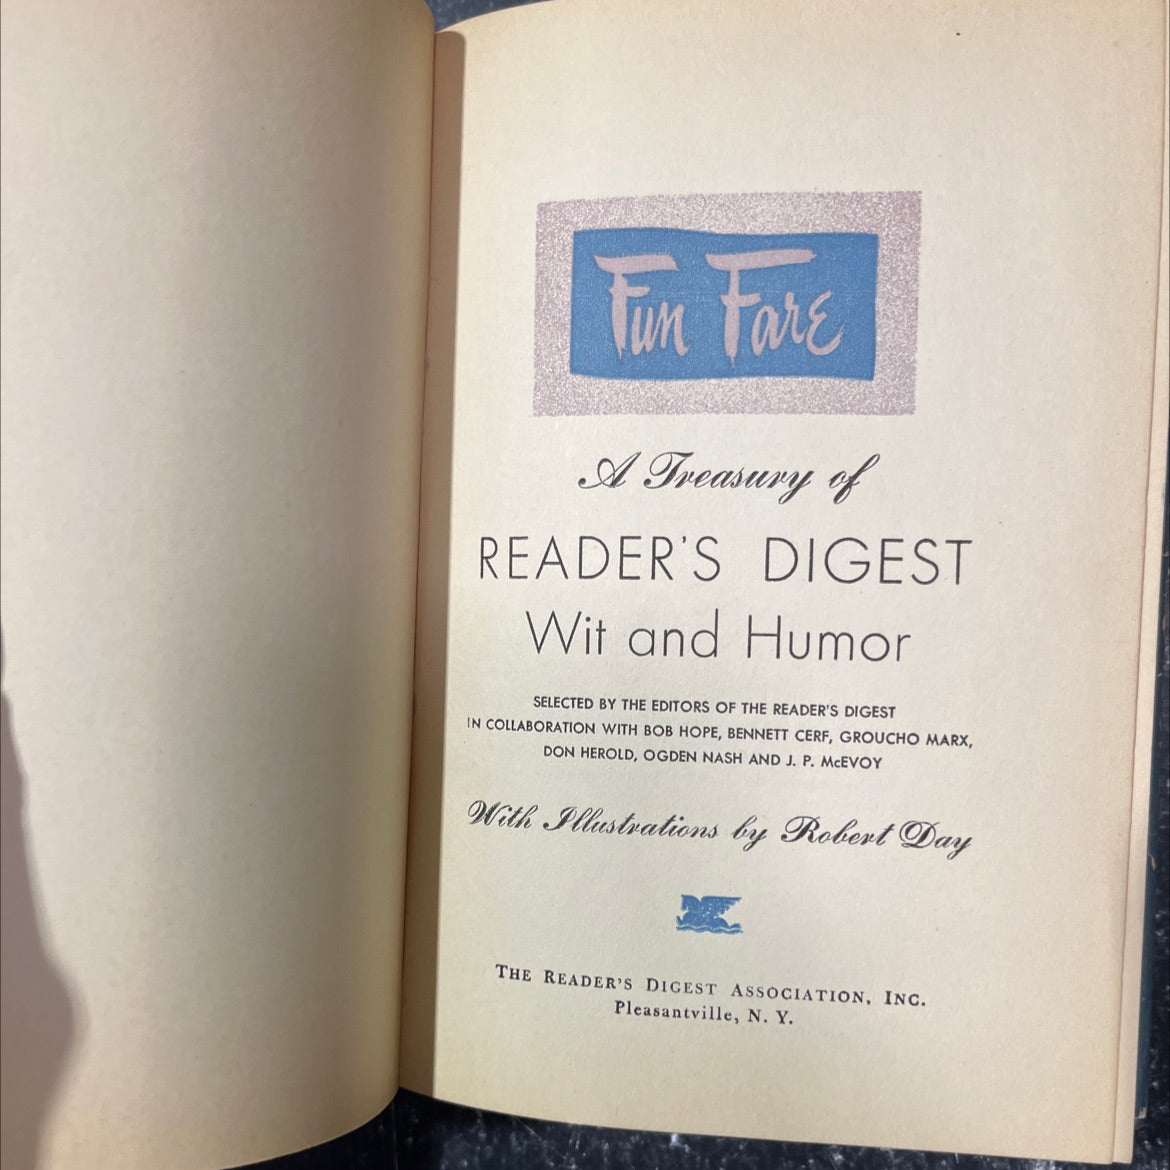 Fun Fare
A Treasury of
READER'S DIGEST
Wit and Humor
SELECTED BY THE EDITORS OF THE READER'S DIGEST
IN COLLABORATION WITH BOB HOPE, BENNETT CERF, GROUCHO MARX,
DON HEROLD, OGDEN NASH AND J. P. McEVOY
With Illustrations by Robert Day
THE READER'S DIGEST ASSOCIATION, INC.
Pleasantville, N. Y.